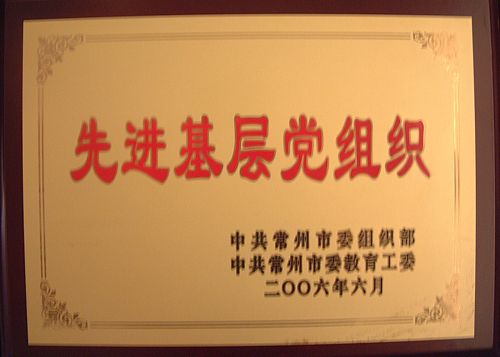 先进基层党组织
中共常州市委组织部
中共常州市委教育工委
二〇〇六年六月